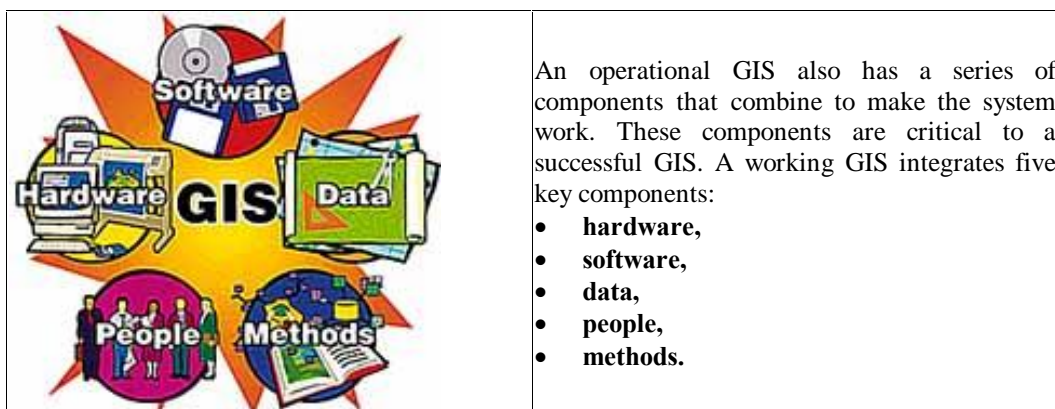 Software
Hardware
GIS
Data
People
Methods
An operational GIS also has a series of
components that combine to make the system
work. These components are critical to a
successful GIS. A working GIS integrates five
key components:
• hardware,
• software,
• data,
• people,
• methods.